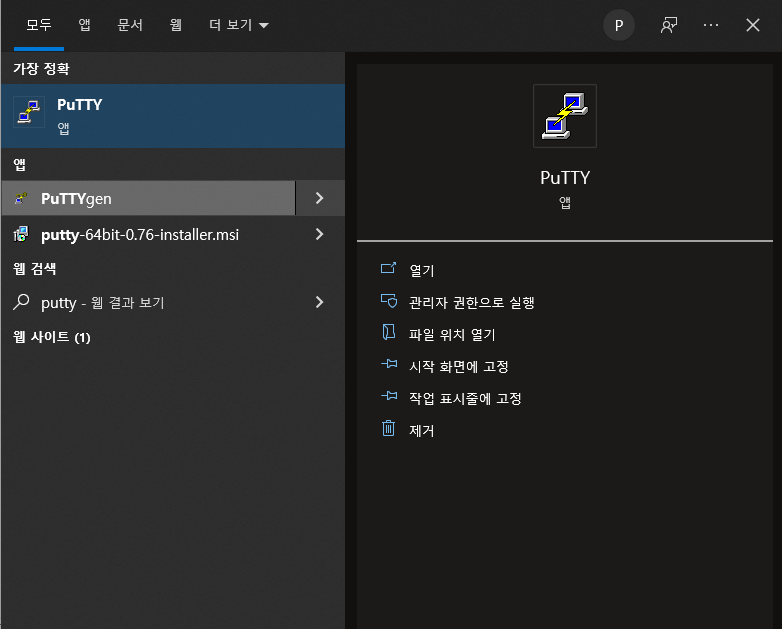 모두 앱 문서 웹 더 보기 P
가장 정확
PuTTY
앱
앱
PuTTYgen
putty-64bit-0.76-installer.msi
웹 검색
putty - 웹 결과 보기
웹 사이트 (1)
PuTTY
앱
열기
관리자 권한으로 실행
파일 위치 열기
시작 화면에 고정
작업 표시줄에 고정
제거